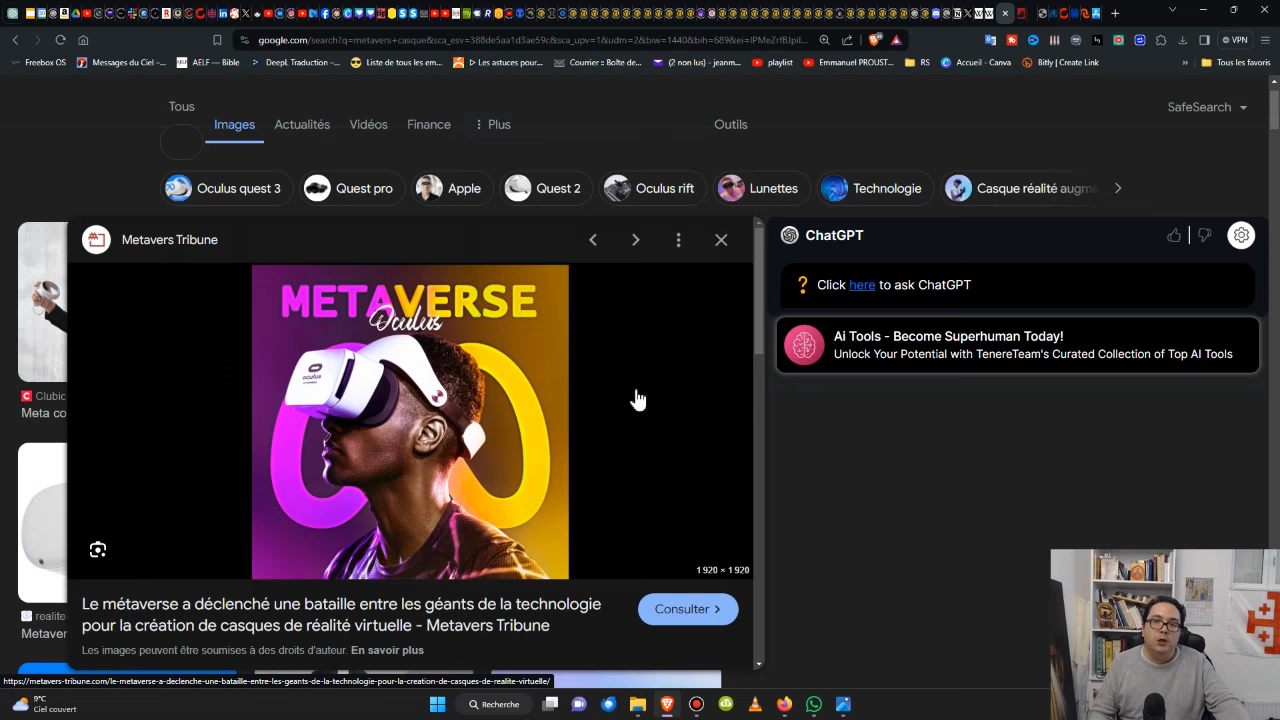 google.com/search?q=metavers+casque&sca_esv=388de5aa1d3ae59c&sca_upv=1&udm=2&biw=1440&bih=689&ei=
VPN
Freebox OS
Messages du Ciel –...
AELF — Bible
DeepL Traduction –...
Liste de tous les em...
▷ Les astuces pour...
Courrier :: Boîte de...
(2 non lus) - jeanm...
playlist
Emmanuel PROUST...
RS
Accueil - Canva
Bitly | Create Link
»
Tous les favoris
Tous
Images
Actualités
Vidéos
Finance
Plus
Outils
SafeSearch
Oculus quest 3
Quest pro
Apple
Quest 2
Oculus rift
Lunettes
Technologie
Casque réalité augme
Metavers Tribune
METAVERSE
Oculus
oculus
1 920 × 1 920
Le métaverse a déclenché une bataille entre les géants de la technologie
pour la création de casques de réalité virtuelle - Metavers Tribune
Consulter
Les images peuvent être soumises à des droits d'auteur. En savoir plus
Clubic
Meta co
realite-
Metaver
ChatGPT
Click here to ask ChatGPT
Ai Tools - Become Superhuman Today!
Unlock Your Potential with TenereTeam's Curated Collection of Top AI Tools
https://metavers-tribune.com/le-metaverse-a-declenche-une-bataille-entre-les-geants-de-la-technologie-pour-la-creation-de-casques-de-realite-virtuelle/
9°C
Ciel couvert
Recherche